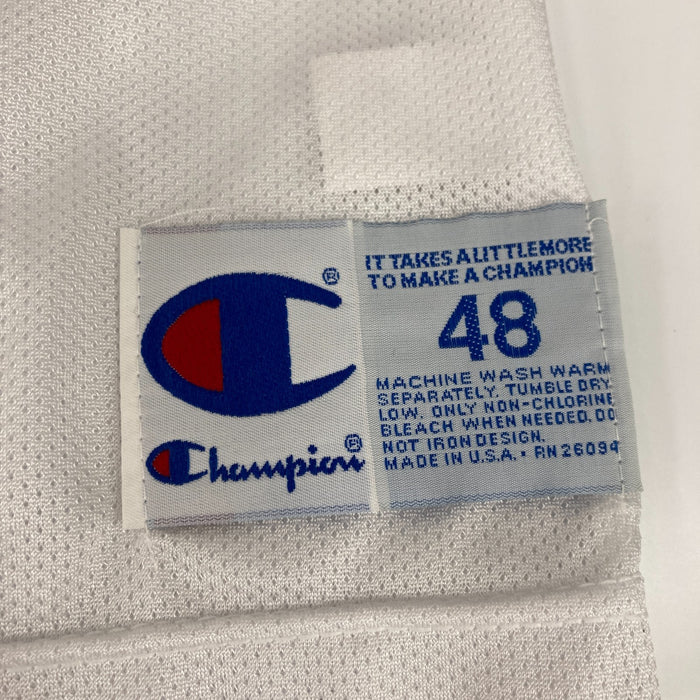 ®
Champion®
IT TAKES A LITTLE MORE
TO MAKE A CHAMPION
48
MACHINE WASH WARM
SEPARATELY. TUMBLE DRY
LOW. ONLY NON-CHLORINE
BLEACH WHEN NEEDED. DO
NOT IRON DESIGN.
MADE IN U.S.A. • RN 26094